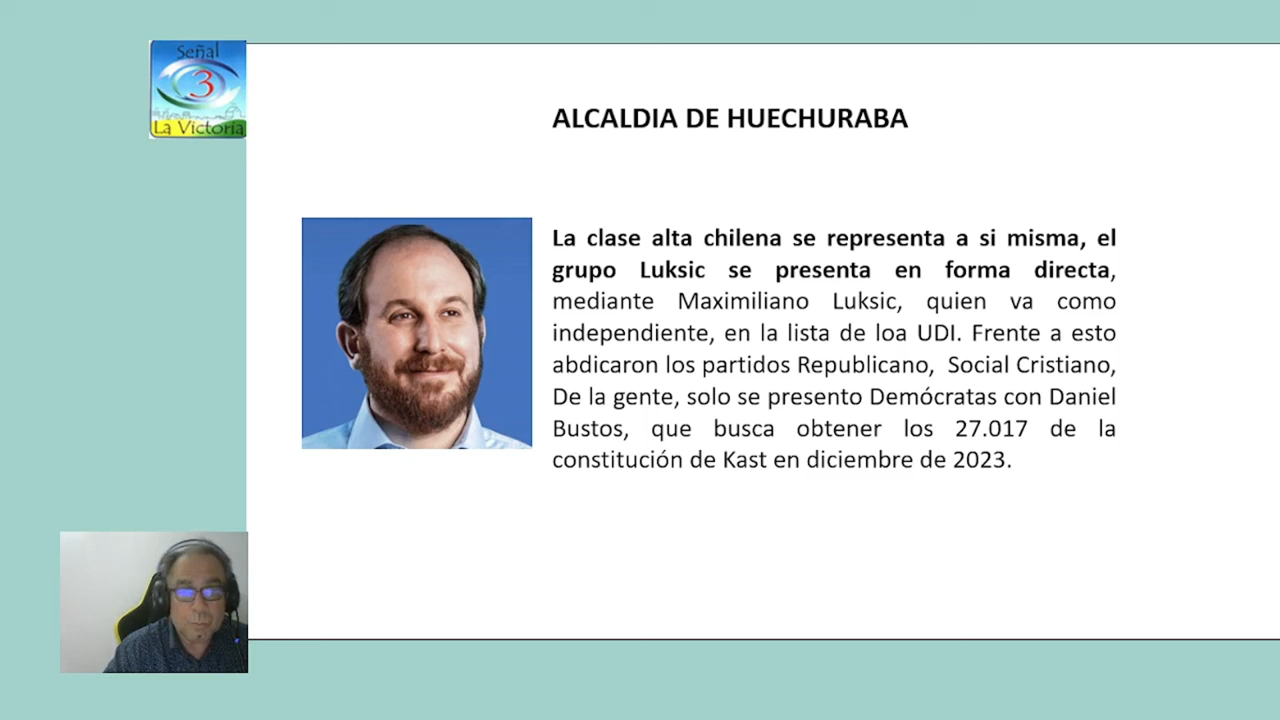 Señal
3
La Victoria
ALCALDIA DE HUECHURABA
La clase alta chilena se representa a si misma, el
grupo Luksic se presenta en forma directa,
mediante Maximiliano Luksic, quien va como
independiente, en la lista de loa UDI. Frente a esto
abdicaron los partidos Republicano, Social Cristiano,
De la gente, solo se presento Demócratas con Daniel
Bustos, que busca obtener los 27.017 de la
constitución de Kast en diciembre de 2023.